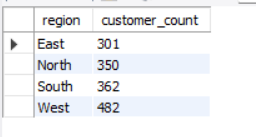 region customer_count
East 301
North 350
South 362
West 482